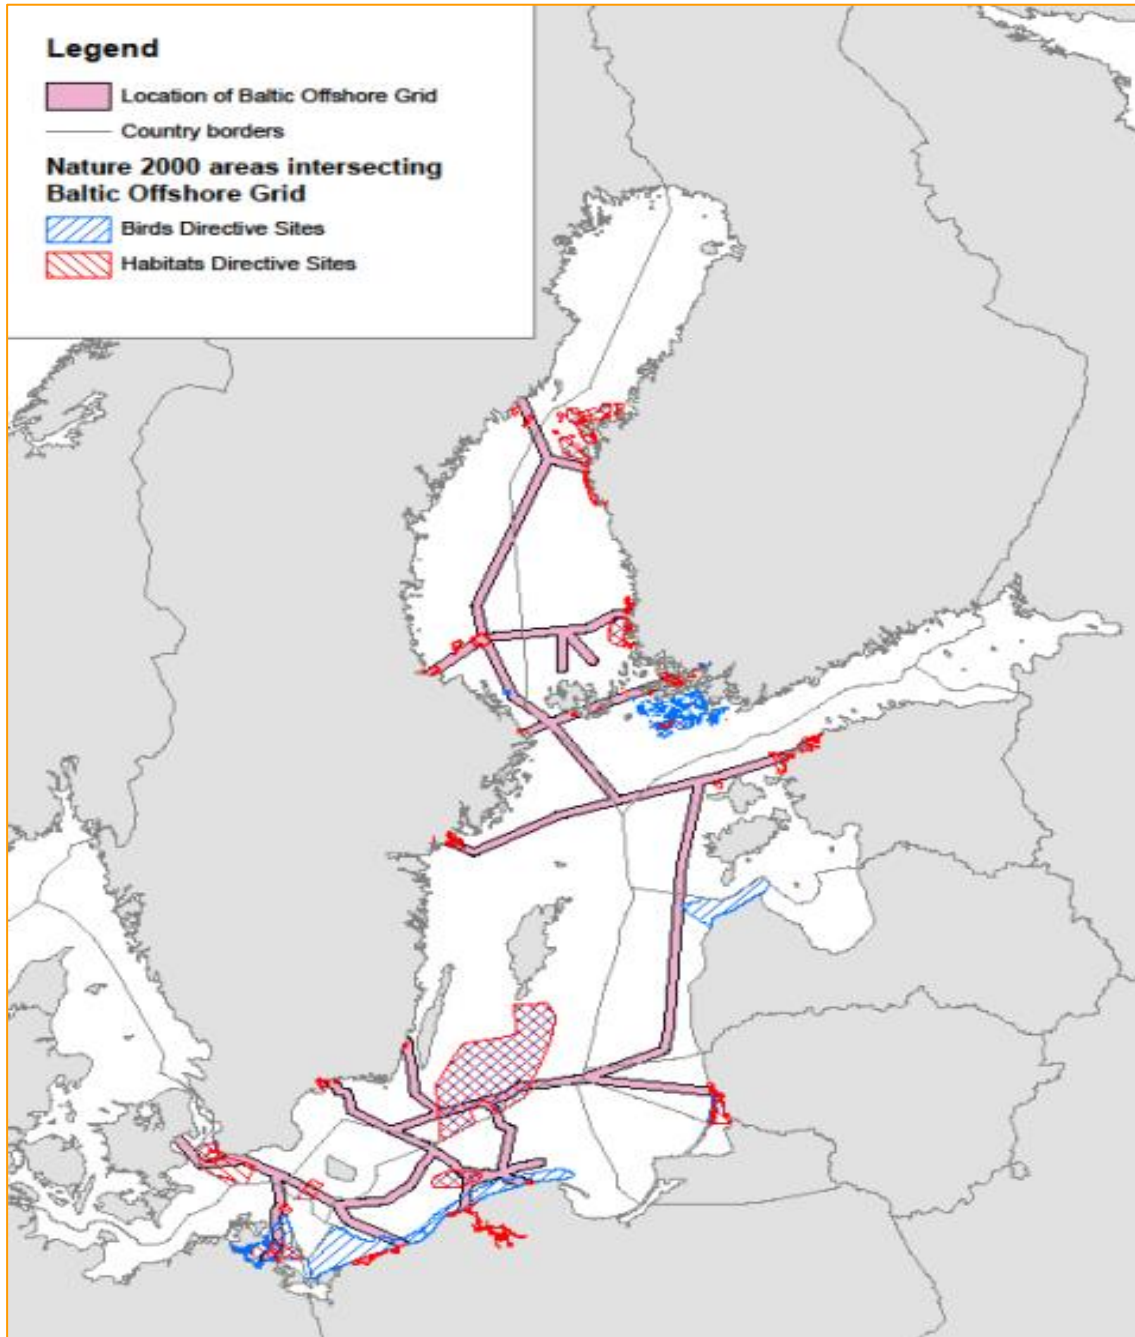 Legend
Location of Baltic Offshore Grid
Country borders
Nature 2000 areas intersecting
Baltic Offshore Grid
Birds Directive Sites
Habitats Directive Sites